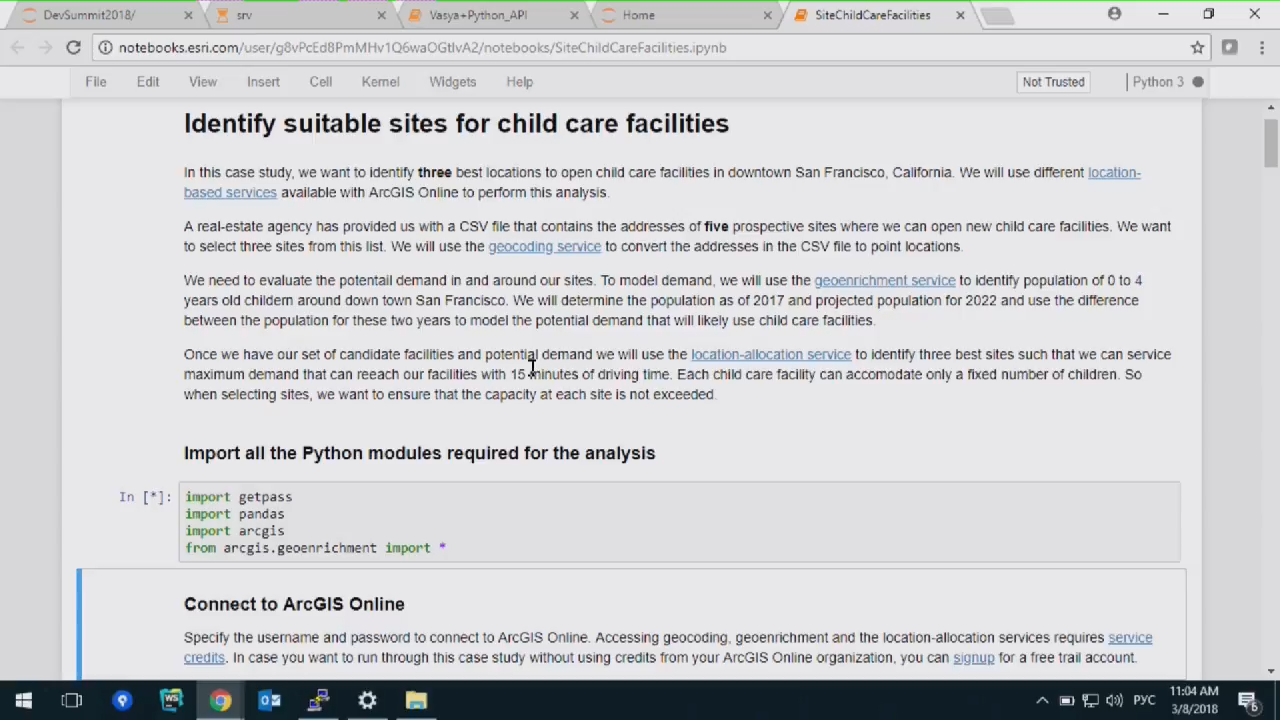 DevSummit2018/
srv
Vasya+Python_API
Home
SiteChildCareFacilities
notebooks.esri.com/user/g8vPcEd8PmMHv1Q6waOGtlvA2/notebooks/SiteChildCareFacilities.ipynb
File Edit View Insert Cell Kernel Widgets Help Not Trusted Python 3
Identify suitable sites for child care facilities
In this case study, we want to identify three best locations to open child care facilities in downtown San Francisco, California. We will use different location-
based services available with ArcGIS Online to perform this analysis.
A real-estate agency has provided us with a CSV file that contains the addresses of five prospective sites where we can open new child care facilities. We want
to select three sites from this list. We will use the geocoding service to convert the addresses in the CSV file to point locations.
We need to evaluate the potentail demand in and around our sites. To model demand, we will use the geoenrichment service to identify population of 0 to 4
years old childern around down town San Francisco. We will determine the population as of 2017 and projected population for 2022 and use the difference
between the population for these two years to model the potential demand that will likely use child care facilities.
Once we have our set of candidate facilities and potential demand we will use the location-allocation service to identify three best sites such that we can service
maximum demand that can reeach our facilities with 15 minutes of driving time. Each child care facility can accomodate only a fixed number of children. So
when selecting sites, we want to ensure that the capacity at each site is not exceeded.
Import all the Python modules required for the analysis
In [*]: import getpass
import pandas
import arcgis
from arcgis.geoenrichment import *
Connect to ArcGIS Online
Specify the username and password to connect to ArcGIS Online. Accessing geocoding, geoenrichment and the location-allocation services requires service
credits. In case you want to run through this case study without using credits from your ArcGIS Online organization, you can signup for a free trail account.
WS
РУС
11:04 AM
3/8/2018
6